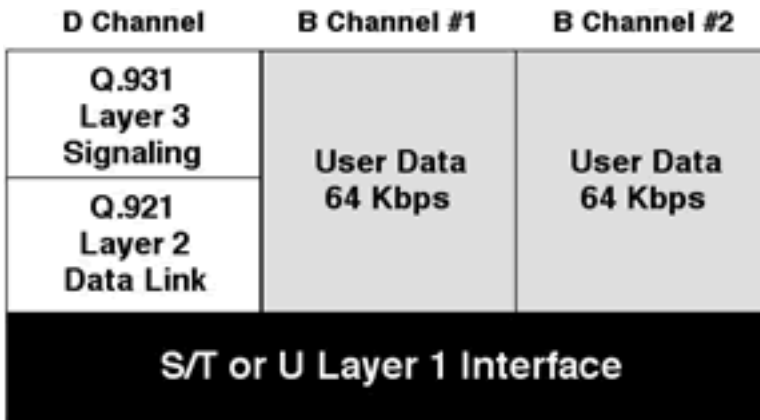 D Channel
B Channel #1
B Channel #2
Q.931
Layer 3
Signaling
Q.921
Layer 2
Data Link
User Data
64 Kbps
User Data
64 Kbps
S/T or U Layer 1 Interface